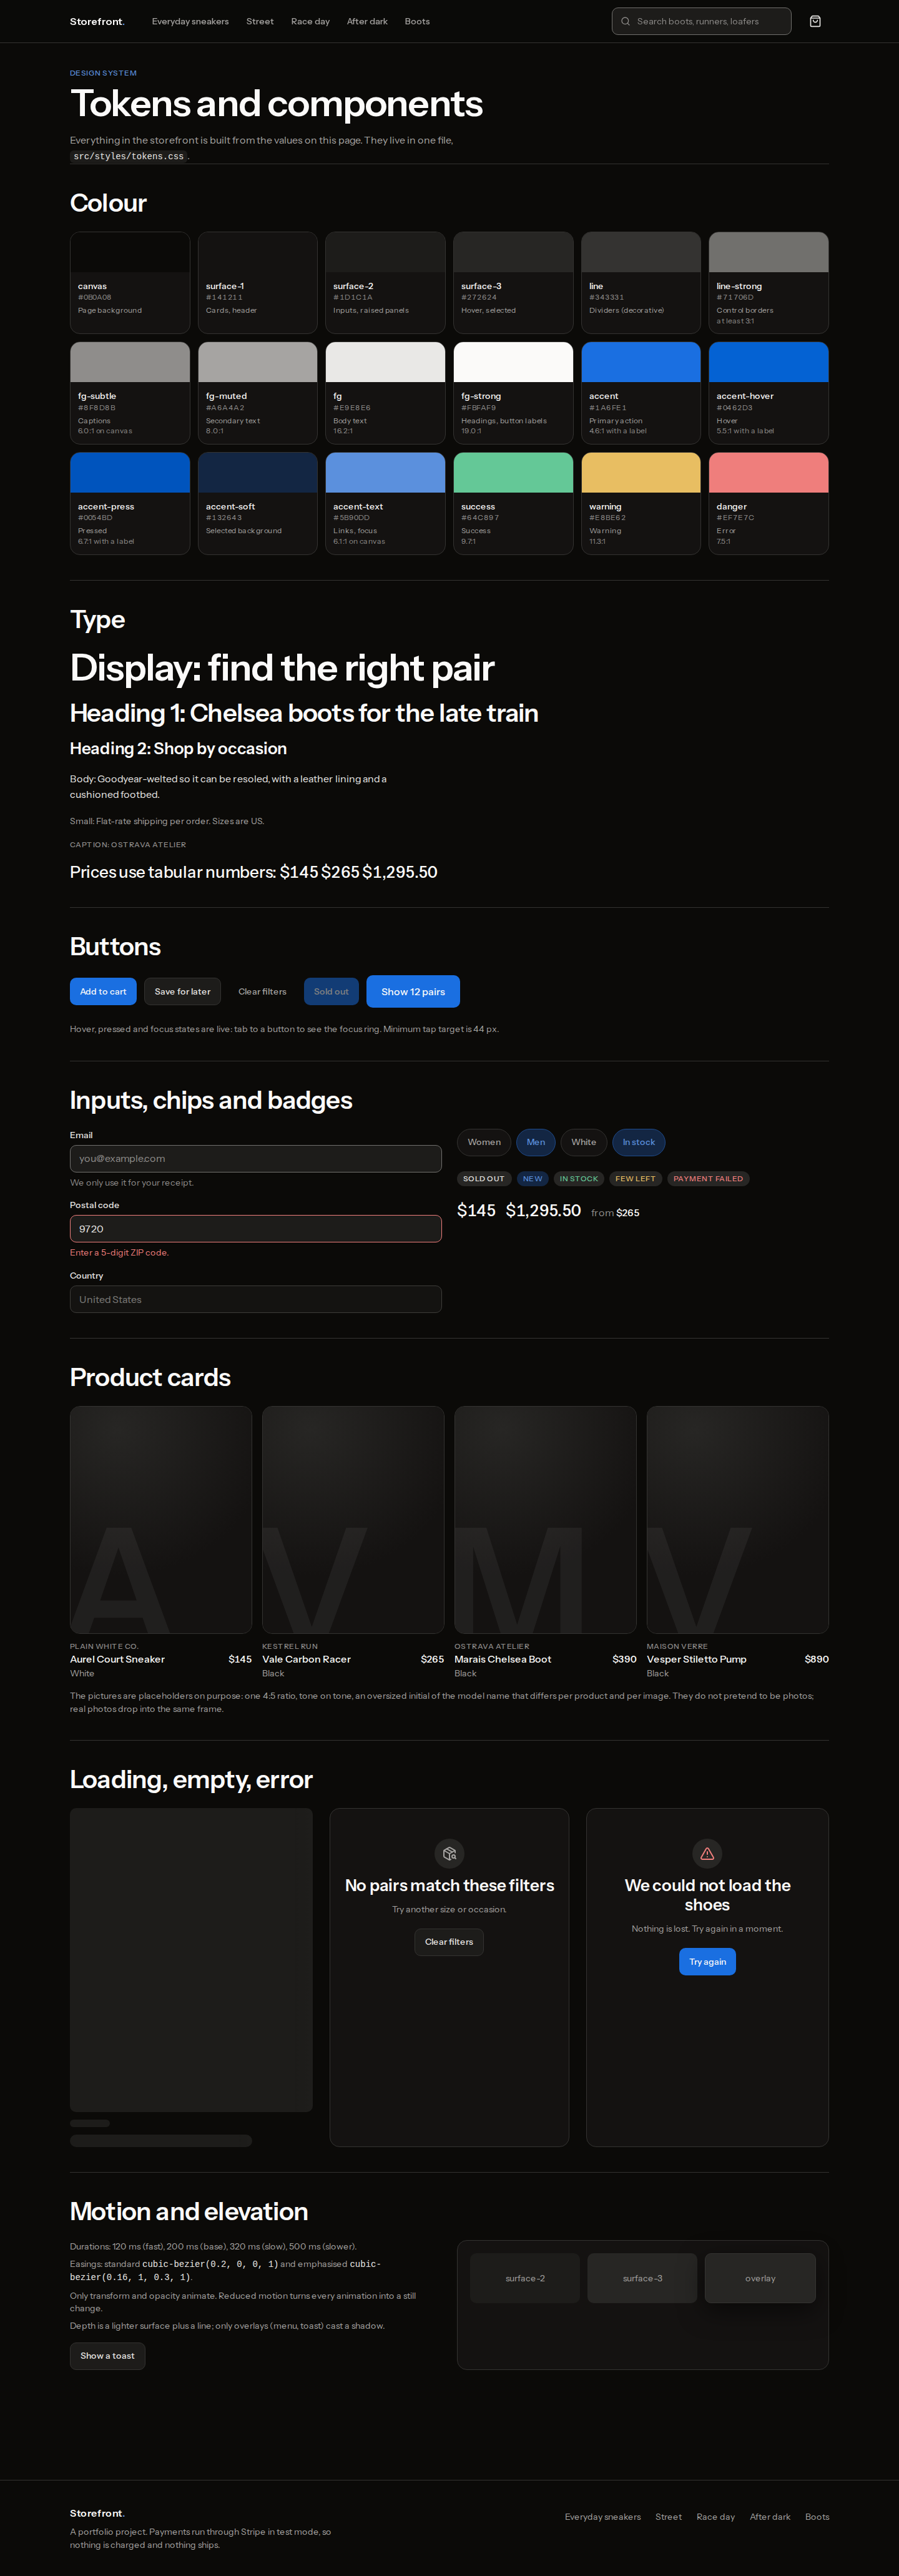 Storefront.
Everyday sneakers
Street
Race day
After dark
Boots
Search boots, runners, loafers
DESIGN SYSTEM
Tokens and components
Everything in the storefront is built from the values on this page. They live in one file,
src/styles/tokens.css.
Colour
canvas
#0B0A08
Page background
surface-1
#141211
Cards, header
surface-2
#1D1C1A
Inputs, raised panels
surface-3
#272624
Hover, selected
line
#343331
Dividers (decorative)
line-strong
#71706D
Control borders
at least 3:1
fg-subtle
#8F8D8B
Captions
6.0:1 on canvas
fg-muted
#A6A4A2
Secondary text
8.0:1
fg
#E9E8E6
Body text
16.2:1
fg-strong
#FBFAF9
Headings, button labels
19.0:1
accent
#1A6FE1
Primary action
4.6:1 with a label
accent-hover
#0462D3
Hover
5.5:1 with a label
accent-press
#0054BD
Pressed
6.7:1 with a label
accent-soft
#132643
Selected background
accent-text
#5B90DD
Links, focus
6.1:1 on canvas
success
#64C897
Success
9.7:1
warning
#E8BE62
Warning
11.3:1
danger
#EF7E7C
Error
7.5:1
Type
Display: find the right pair
Heading 1: Chelsea boots for the late train
Heading 2: Shop by occasion
Body: Goodyear-welted so it can be resoled, with a leather lining and a
cushioned footbed.
Small: Flat-rate shipping per order. Sizes are US.
CAPTION: OSTRAVA ATELIER
Prices use tabular numbers: $145 $265 $1,295.50
Buttons
Add to cart
Save for later
Clear filters
Sold out
Show 12 pairs
Hover, pressed and focus states are live: tab to a button to see the focus ring. Minimum tap target is 44 px.
Inputs, chips and badges
Email
you@example.com
We only use it for your receipt.
Postal code
9720
Enter a 5-digit ZIP code.
Country
United States
Women
Men
White
In stock
SOLD OUT
NEW
IN STOCK
FEW LEFT
PAYMENT FAILED
$145 $1,295.50 from $265
Product cards
A
V
M
V
PLAIN WHITE CO.
Aurel Court Sneaker $145
White
KESTREL RUN
Vale Carbon Racer $265
Black
OSTRAVA ATELIER
Marais Chelsea Boot $390
Black
MAISON VERRE
Vesper Stiletto Pump $890
Black
The pictures are placeholders on purpose: one 4:5 ratio, tone on tone, an oversized initial of the model name that differs per product and per image. They do not pretend to be photos;
real photos drop into the same frame.
Loading, empty, error
No pairs match these filters
Try another size or occasion.
Clear filters
We could not load the
shoes
Nothing is lost. Try again in a moment.
Try again
Motion and elevation
Durations: 120 ms (fast), 200 ms (base), 320 ms (slow), 500 ms (slower).
Easings: standard cubic-bezier(0.2, 0, 0, 1) and emphasised cubic-
bezier(0.16, 1, 0.3, 1).
Only transform and opacity animate. Reduced motion turns every animation into a still
change.
Depth is a lighter surface plus a line; only overlays (menu, toast) cast a shadow.
Show a toast
surface-2
surface-3
overlay
Storefront.
A portfolio project. Payments run through Stripe in test mode, so
nothing is charged and nothing ships.
Everyday sneakers
Street
Race day
After dark
Boots